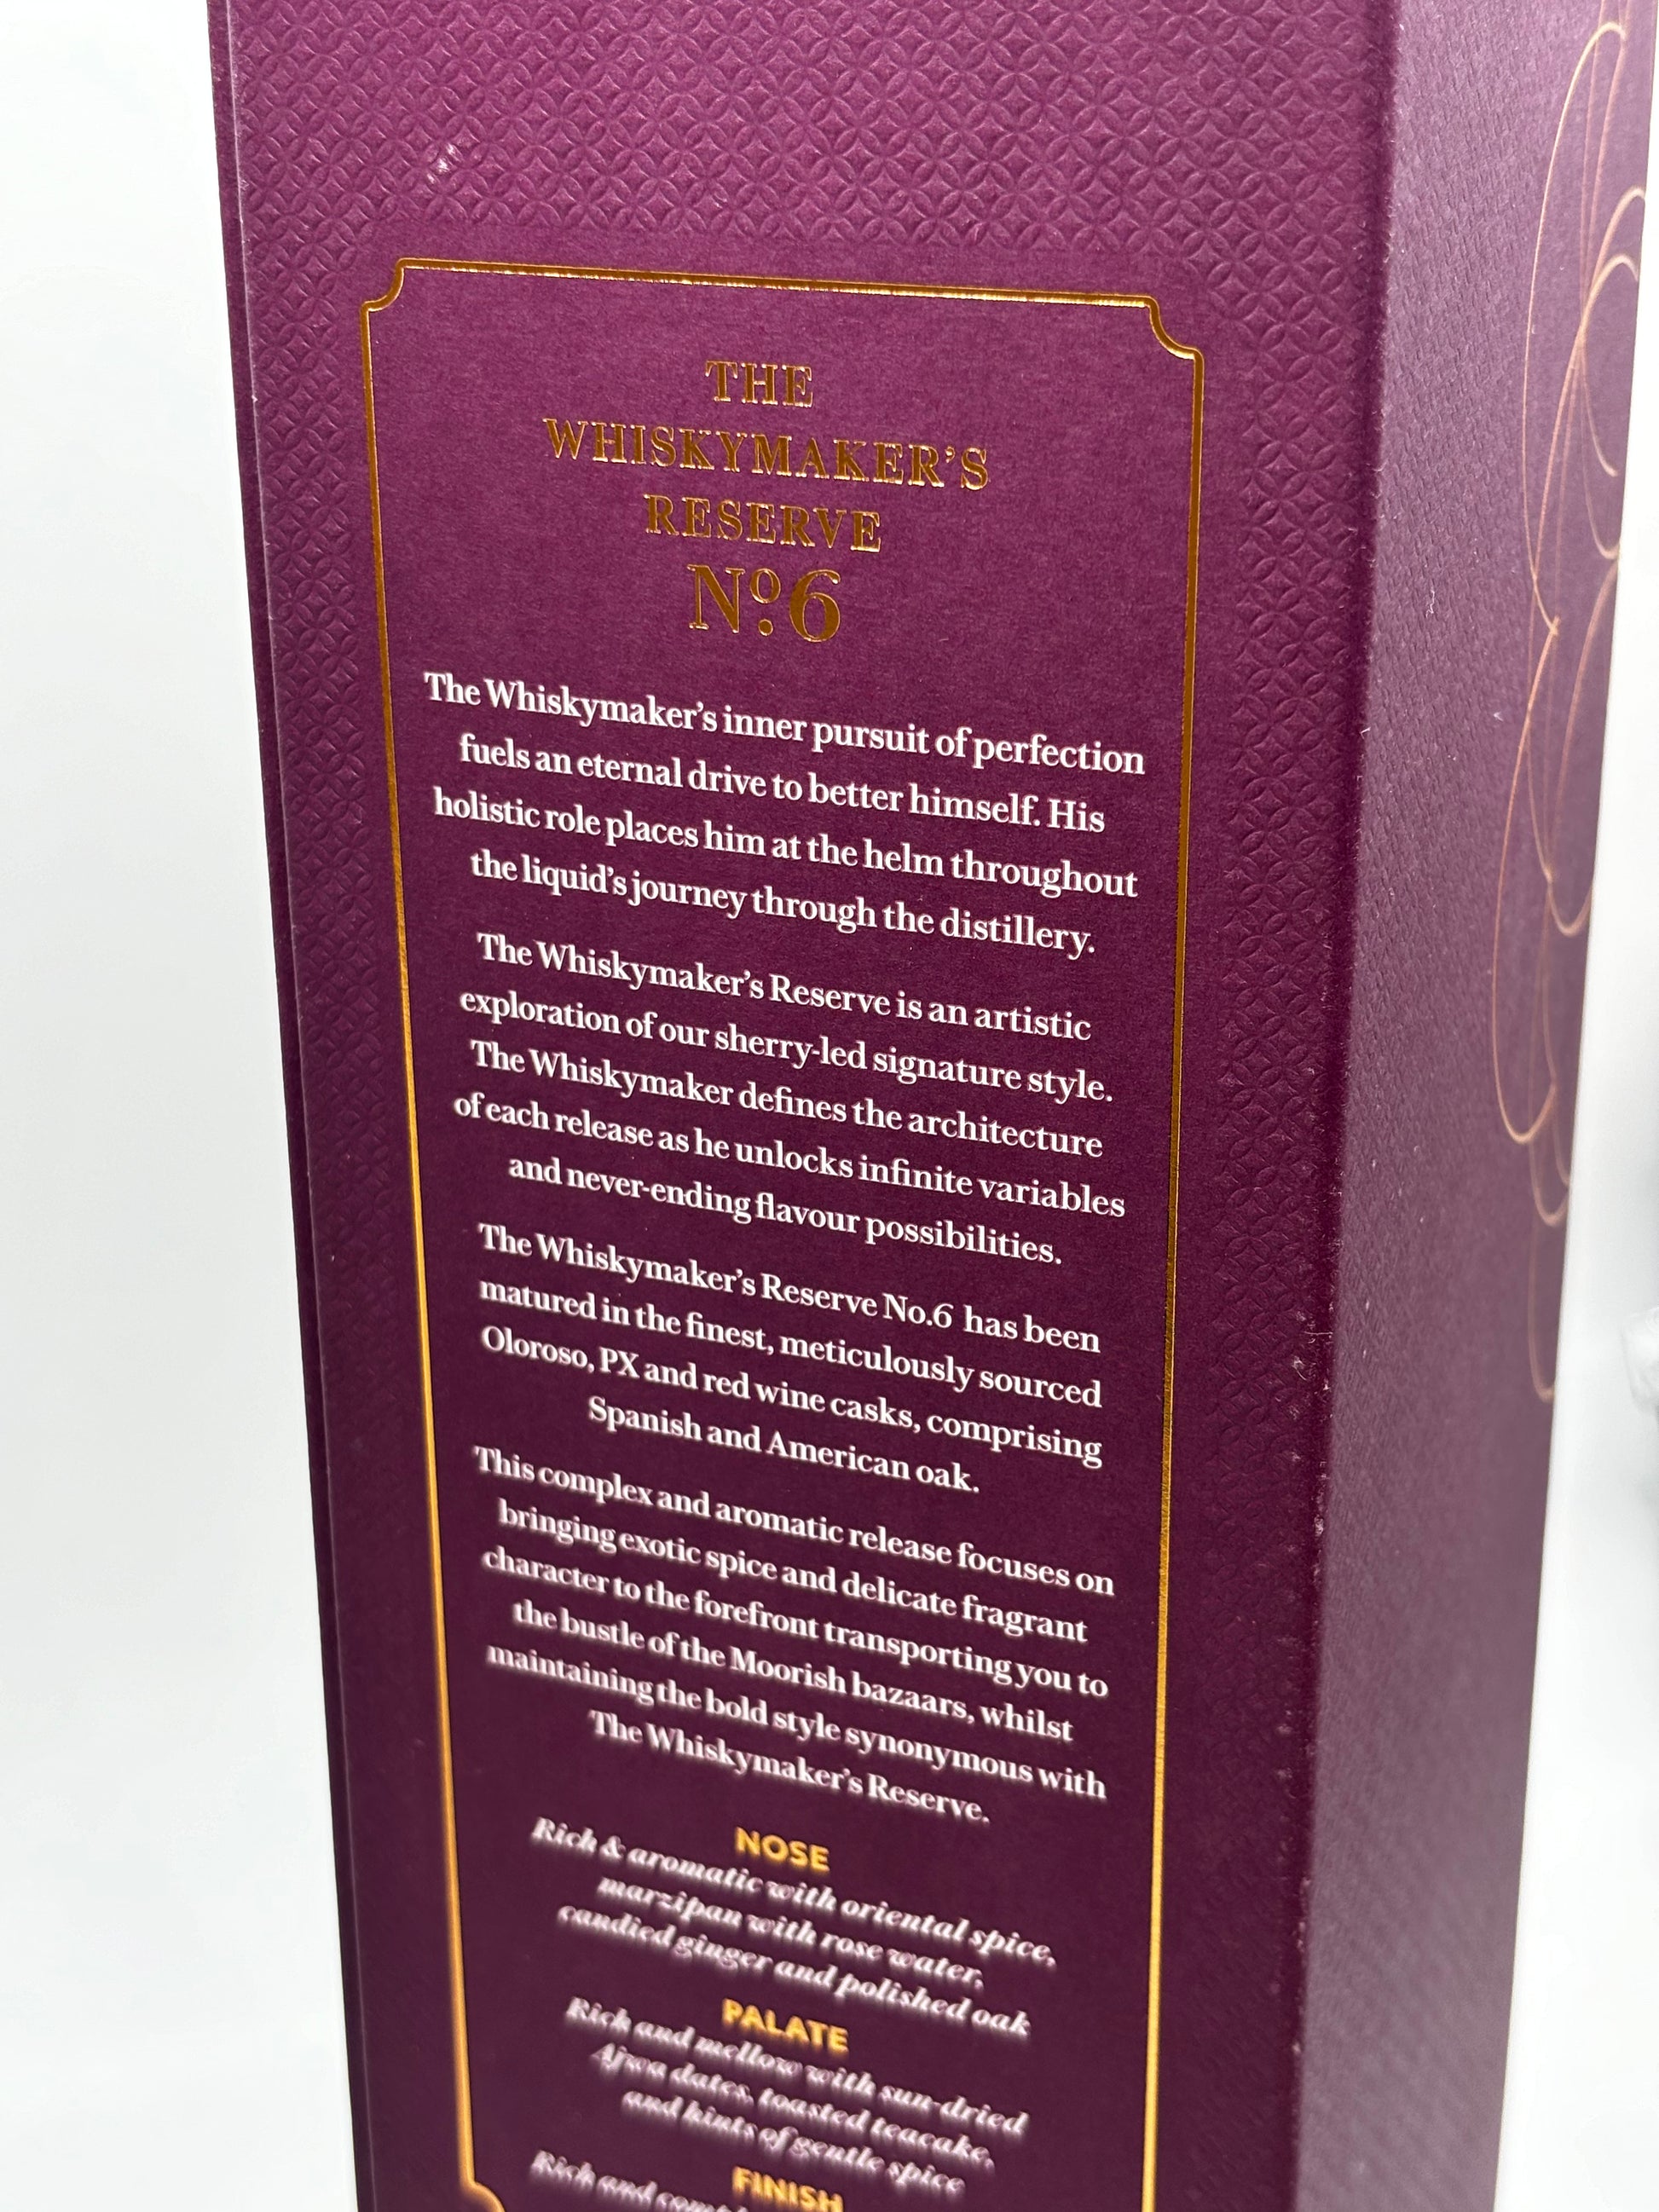 THE
WHISKYMAKER'S
RESERVE
Nº6
The Whiskymaker's inner pursuit of perfection
fuels an eternal drive to better himself. His
holistic role places him at the helm throughout
the liquid's journey through the distillery.
The Whiskymaker's Reserve is an artistic
exploration of our sherry-led signature style.
The Whiskymaker defines the architecture
of each release as he unlocks infinite variables
and never-ending flavour possibilities.
The Whiskymaker's Reserve No.6 has been
matured in the finest, meticulously sourced
Oloroso, PX and red wine casks, comprising
Spanish and American oak.
This complex and aromatic release focuses on
bringing exotic spice and delicate fragrant
character to the forefront transporting you to
the bustle of the Moorish bazaars, whilst
maintaining the bold style synonymous with
The Whiskymaker's Reserve.
NOSE
Rich & aromatic with oriental spice,
marzipan with rose water,
candied ginger and polished oak
PALATE
Rich and mellow with sun-dried
Ajwa dates, toasted teacake,
and hints of gentle spice
FINISH
Rich and